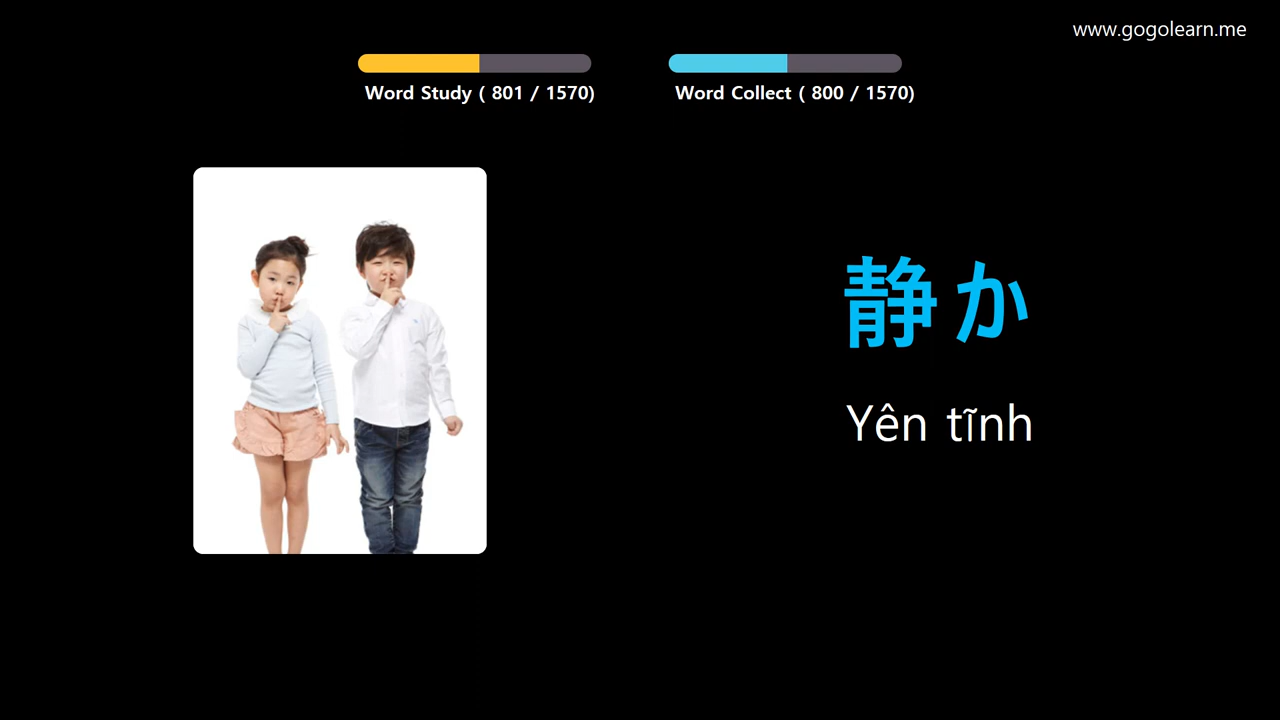 www.gogolearn.me
Word Study ( 801 / 1570)
Word Collect ( 800 / 1570)
静か
Yên tĩnh